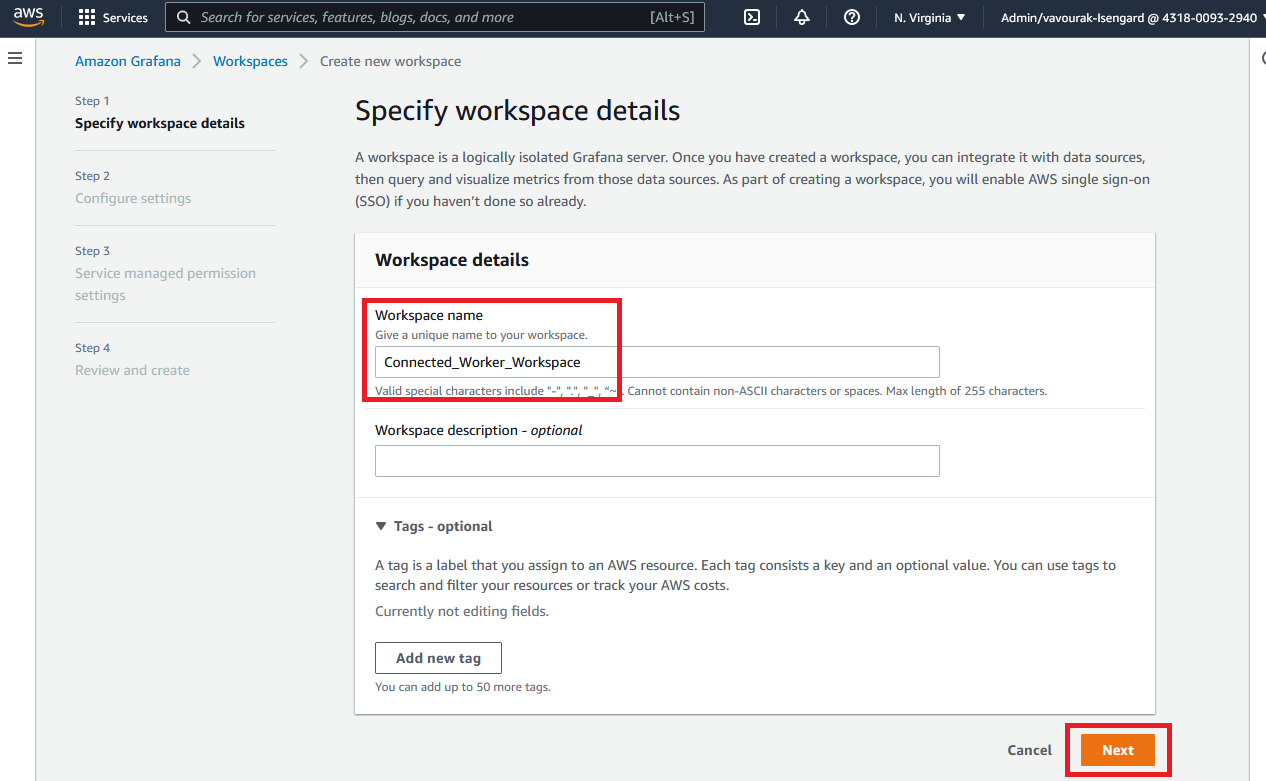 aws
Services
Search for services, features, blogs, docs, and more
[Alt+S]
N. Virginia ▼
Admin/vavourak-Isengard @ 4318-0093-2940
Amazon Grafana
Workspaces
Create new workspace
Step 1
Specify workspace details
Step 2
Configure settings
Step 3
Service managed permission
settings
Step 4
Review and create
Specify workspace details
A workspace is a logically isolated Grafana server. Once you have created a workspace, you can integrate it with data sources,
then query and visualize metrics from those data sources. As part of creating a workspace, you will enable AWS single sign-on
(SSO) if you haven’t done so already.
Workspace details
Workspace name
Give a unique name to your workspace.
Connected_Worker_Workspace
Valid special characters include "-", ".", "_", “~. Cannot contain non-ASCII characters or spaces. Max length of 255 characters.
Workspace description - optional
▼ Tags - optional
A tag is a label that you assign to an AWS resource. Each tag consists a key and an optional value. You can use tags to
search and filter your resources or track your AWS costs.
Currently not editing fields.
Add new tag
You can add up to 50 more tags.
Cancel
Next